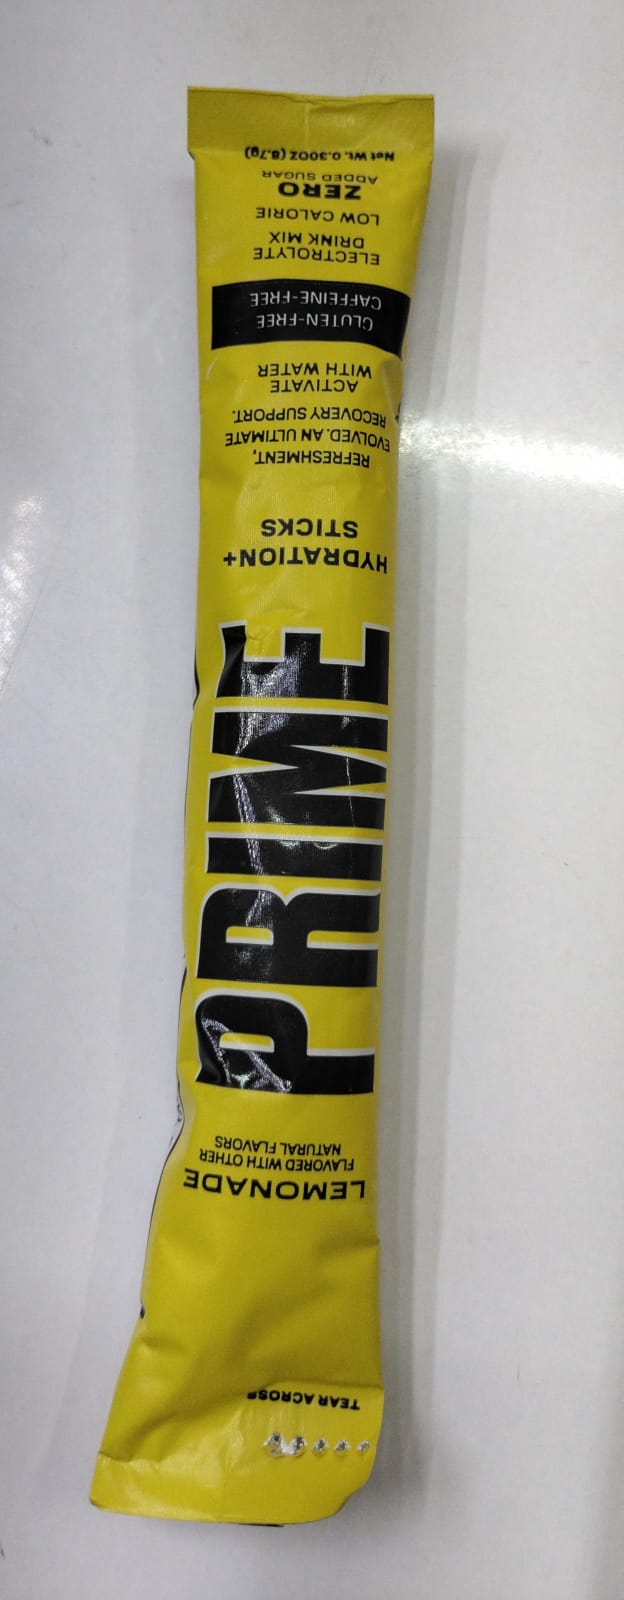 TEAR ACROSS
LEMONADE
FLAVORED WITH OTHER
NATURAL FLAVORS
PRIME
HYDRATION+
STICKS
REFRESHMENT,
EVOLVED. AN ULTIMATE
RECOVERY SUPPORT.
ACTIVATE
WITH WATER
GLUTEN-FREE
CAFFEINE-FREE
ELECTROLYTE
DRINK MIX
LOW CALORIE
ZERO
ADDED SUGAR
Net Wt. 0.30OZ (8.7g)